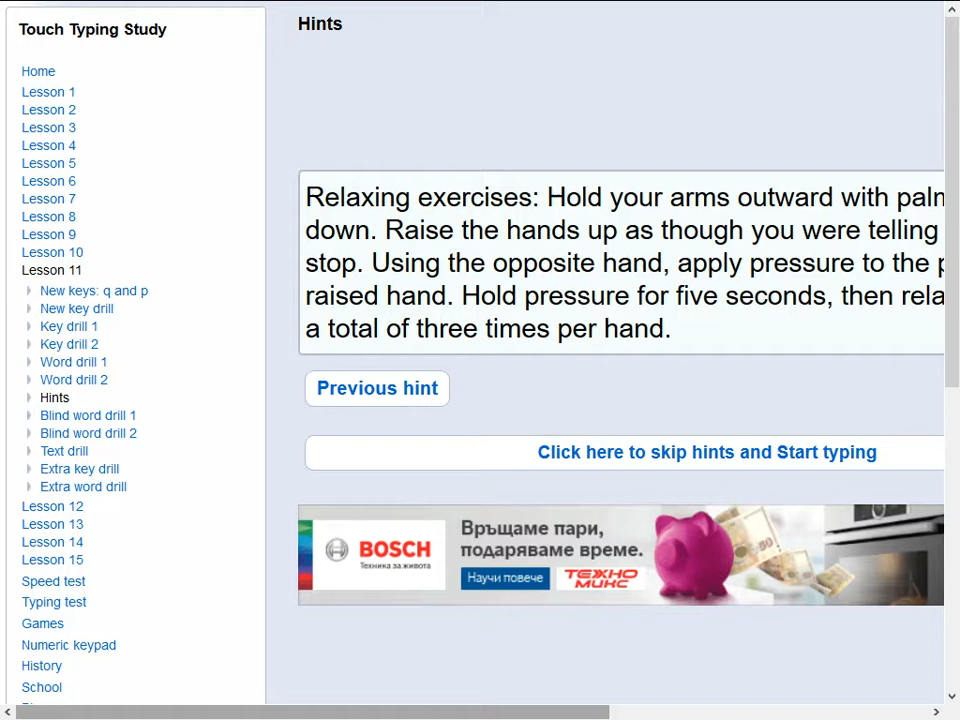 Touch Typing Study
Home
Lesson 1
Lesson 2
Lesson 3
Lesson 4
Lesson 5
Lesson 6
Lesson 7
Lesson 8
Lesson 9
Lesson 10
Lesson 11
New keys: q and p
New key drill
Key drill 1
Key drill 2
Word drill 1
Word drill 2
Hints
Blind word drill 1
Blind word drill 2
Text drill
Extra key drill
Extra word drill
Lesson 12
Lesson 13
Lesson 14
Lesson 15
Speed test
Typing test
Games
Numeric keypad
History
School
Hints
Relaxing exercises: Hold your arms outward with palm
down. Raise the hands up as though you were telling
stop. Using the opposite hand, apply pressure to the p
raised hand. Hold pressure for five seconds, then rela
a total of three times per hand.
Previous hint
Click here to skip hints and Start typing
BOSCH
Техника за живота
Връщаме пари,
подаряваме време.
Научи повече
ТЕХНО
МИКС